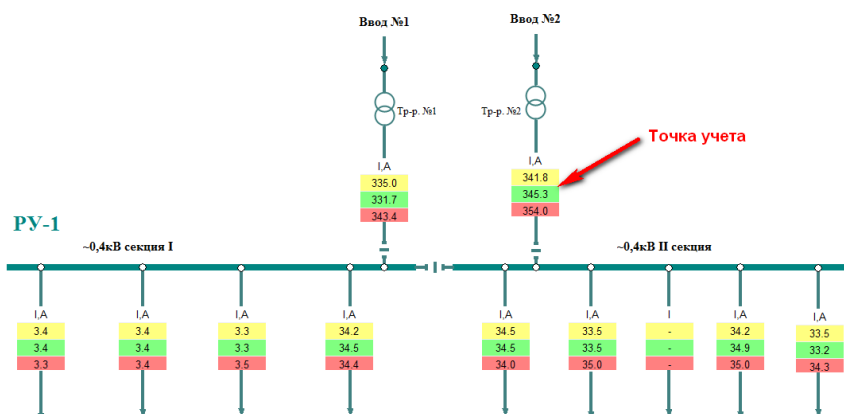 Ввод №1
Ввод №2
Тр-р. №1
Тр-р. №2
Точка учета
I,A
335.0
331.7
343.4
I,A
341.8
345.3
354.0
РУ-1
~0,4кВ секция I
~0,4кВ II секция
I,A
3.4
3.4
3.3
I,A
3.4
3.4
3.4
I,A
3.3
3.3
3.5
I,A
34.2
34.5
34.4
I,A
34.5
34.5
34.0
I,A
33.5
33.5
35.0
I
-
-
-
I,A
34.2
34.9
35.0
I,A
33.5
33.2
34.3